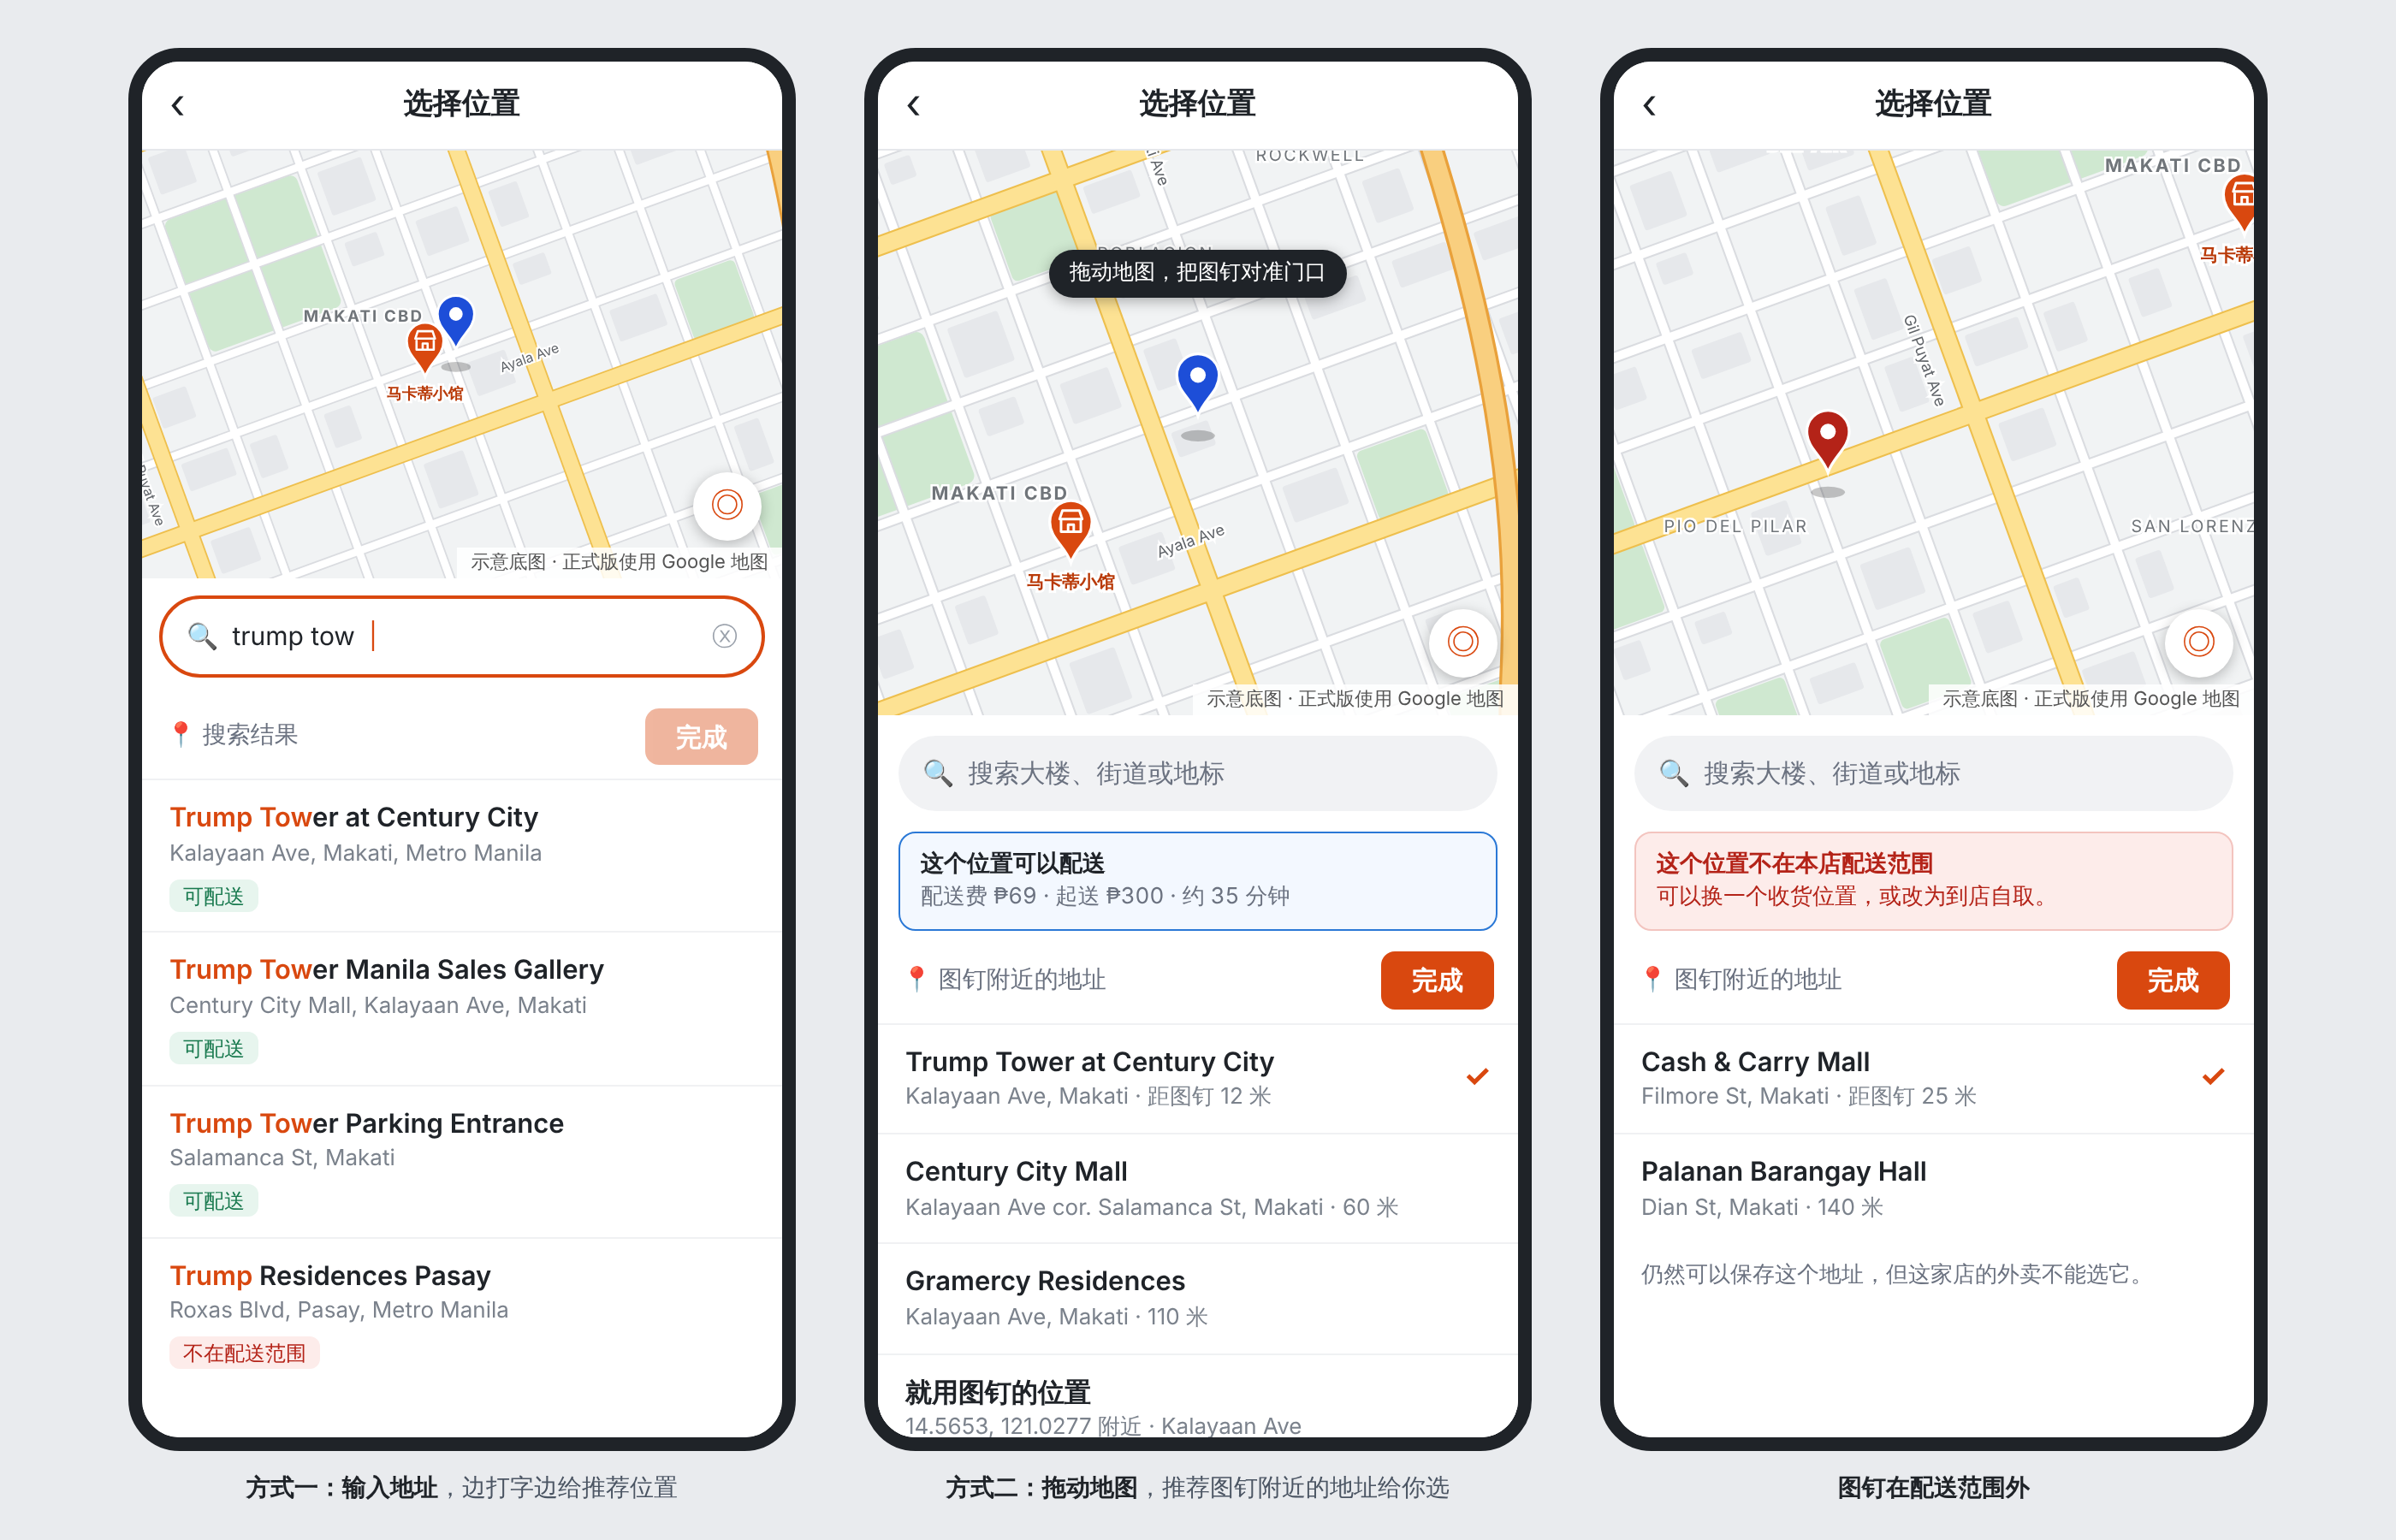 选择位置
MAKATI CBD
马卡蒂小馆
Ayala Ave
Puyat Ave
示意底图 · 正式版使用 Google 地图
trump tow
搜索结果
完成
Trump Tower at Century City
Kalayaan Ave, Makati, Metro Manila
可配送
Trump Tower Manila Sales Gallery
Century City Mall, Kalayaan Ave, Makati
可配送
Trump Tower Parking Entrance
Salamanca St, Makati
可配送
Trump Residences Pasay
Roxas Blvd, Pasay, Metro Manila
不在配送范围
方式一：输入地址，边打字边给推荐位置
选择位置
ROCKWELL
Ave
拖动地图，把图钉对准门口
MAKATI CBD
马卡蒂小馆
Ayala Ave
示意底图 · 正式版使用 Google 地图
搜索大楼、街道或地标
这个位置可以配送
配送费 ₱69 · 起送 ₱300 · 约 35 分钟
图钉附近的地址
完成
Trump Tower at Century City
Kalayaan Ave, Makati · 距图钉 12 米
Century City Mall
Kalayaan Ave cor. Salamanca St, Makati · 60 米
Gramercy Residences
Kalayaan Ave, Makati · 110 米
就用图钉的位置
14.5653, 121.0277 附近 · Kalayaan Ave
方式二：拖动地图，推荐图钉附近的地址给你选
选择位置
MAKATI CBD
马卡蒂
Gil Puyat Ave
PIO DEL PILAR
SAN LORENZ
示意底图 · 正式版使用 Google 地图
搜索大楼、街道或地标
这个位置不在本店配送范围
可以换一个收货位置，或改为到店自取。
图钉附近的地址
完成
Cash & Carry Mall
Filmore St, Makati · 距图钉 25 米
Palanan Barangay Hall
Dian St, Makati · 140 米
仍然可以保存这个地址，但这家店的外卖不能选它。
图钉在配送范围外